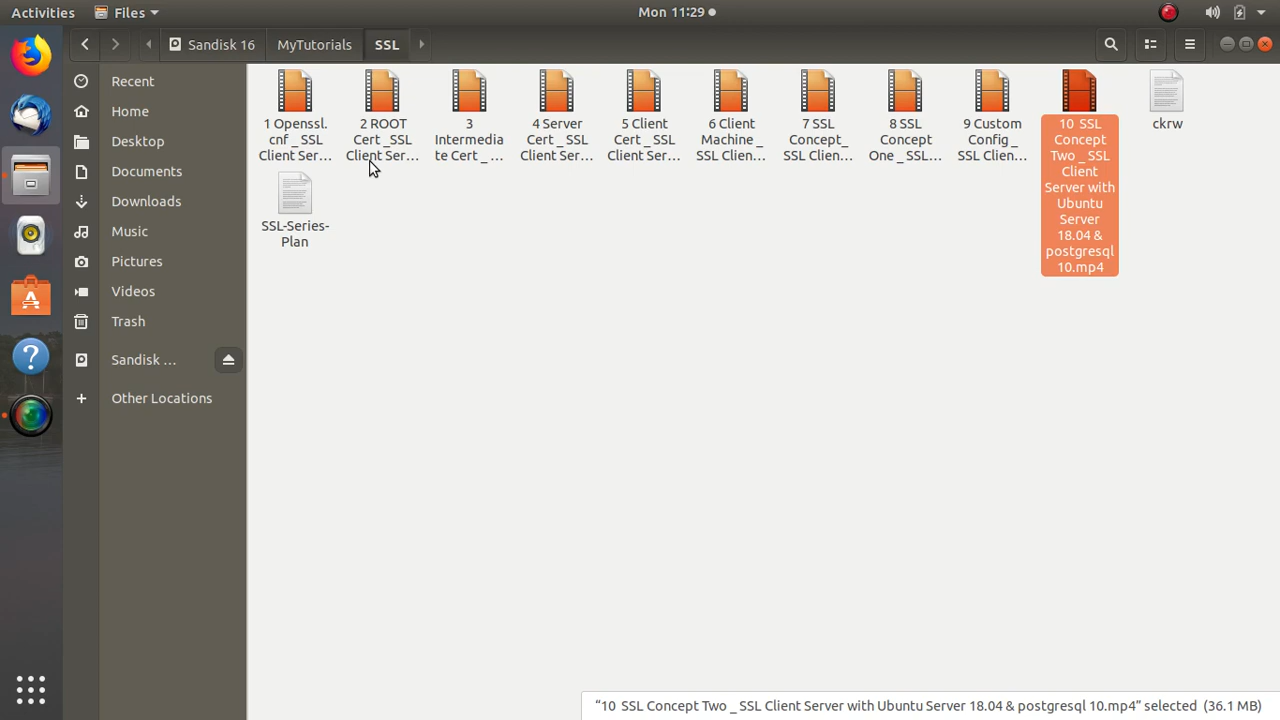 Activities
Files
Mon 11:29
Sandisk 16
MyTutorials
SSL
Recent
Home
Desktop
Documents
Downloads
Music
Pictures
Videos
Trash
Sandisk ...
Other Locations
1 Openssl.
cnf _ SSL
Client Ser...
2 ROOT
Cert _SSL
Client Ser...
3
Intermedia
te Cert _ ...
4 Server
Cert _ SSL
Client Ser...
5 Client
Cert _ SSL
Client Ser...
6 Client
Machine _
SSL Clien...
7 SSL
Concept_
SSL Clien...
8 SSL
Concept
One _ SSL...
9 Custom
Config _
SSL Clien...
10 SSL
Concept
Two _ SSL
Client
Server with
Ubuntu
Server
18.04 &
postgresql
10.mp4
ckrw
SSL-Series-
Plan
“10 SSL Concept Two _ SSL Client Server with Ubuntu Server 18.04 & postgresql 10.mp4” selected (36.1 MB)